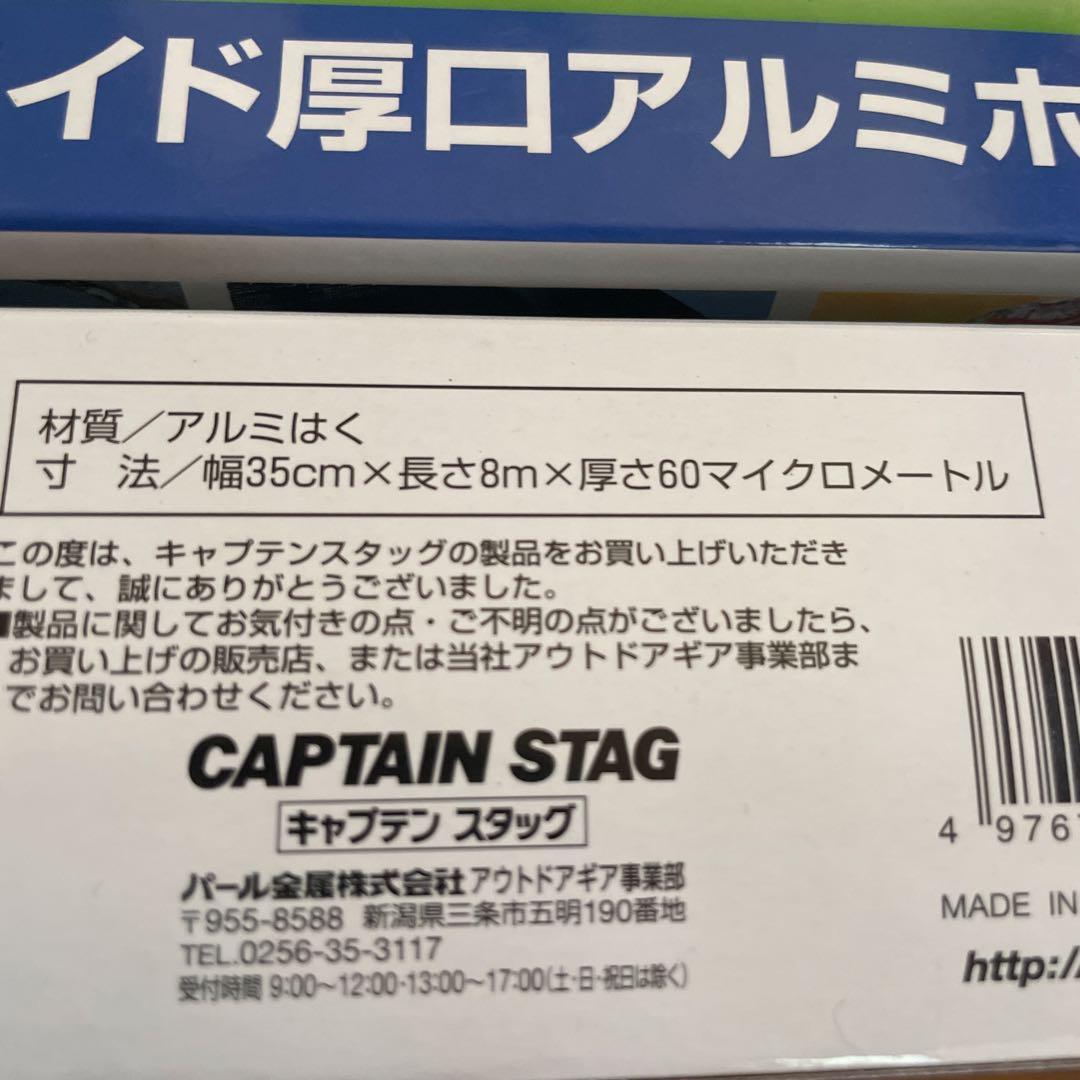 イド厚口アルミホ
材質／アルミはく
寸　法／幅35cm×長さ8m×厚さ60マイクロメートル
この度は、キャプテンスタッグの製品をお買い上げいただき
まして、誠にありがとうございました。
■製品に関してお気付きの点・ご不明の点がございましたら、
お買い上げの販売店、または当社アウトドアギア事業部ま
でお問い合わせください。
CAPTAIN STAG
キャプテン スタッグ
パール金属株式会社アウトドアギア事業部
〒955-8588 新潟県三条市五明190番地
TEL.0256-35-3117
受付時間 9:00〜12:00・13:00〜17:00(土・日・祝日は除く)
4 976
MADE IN
http:/